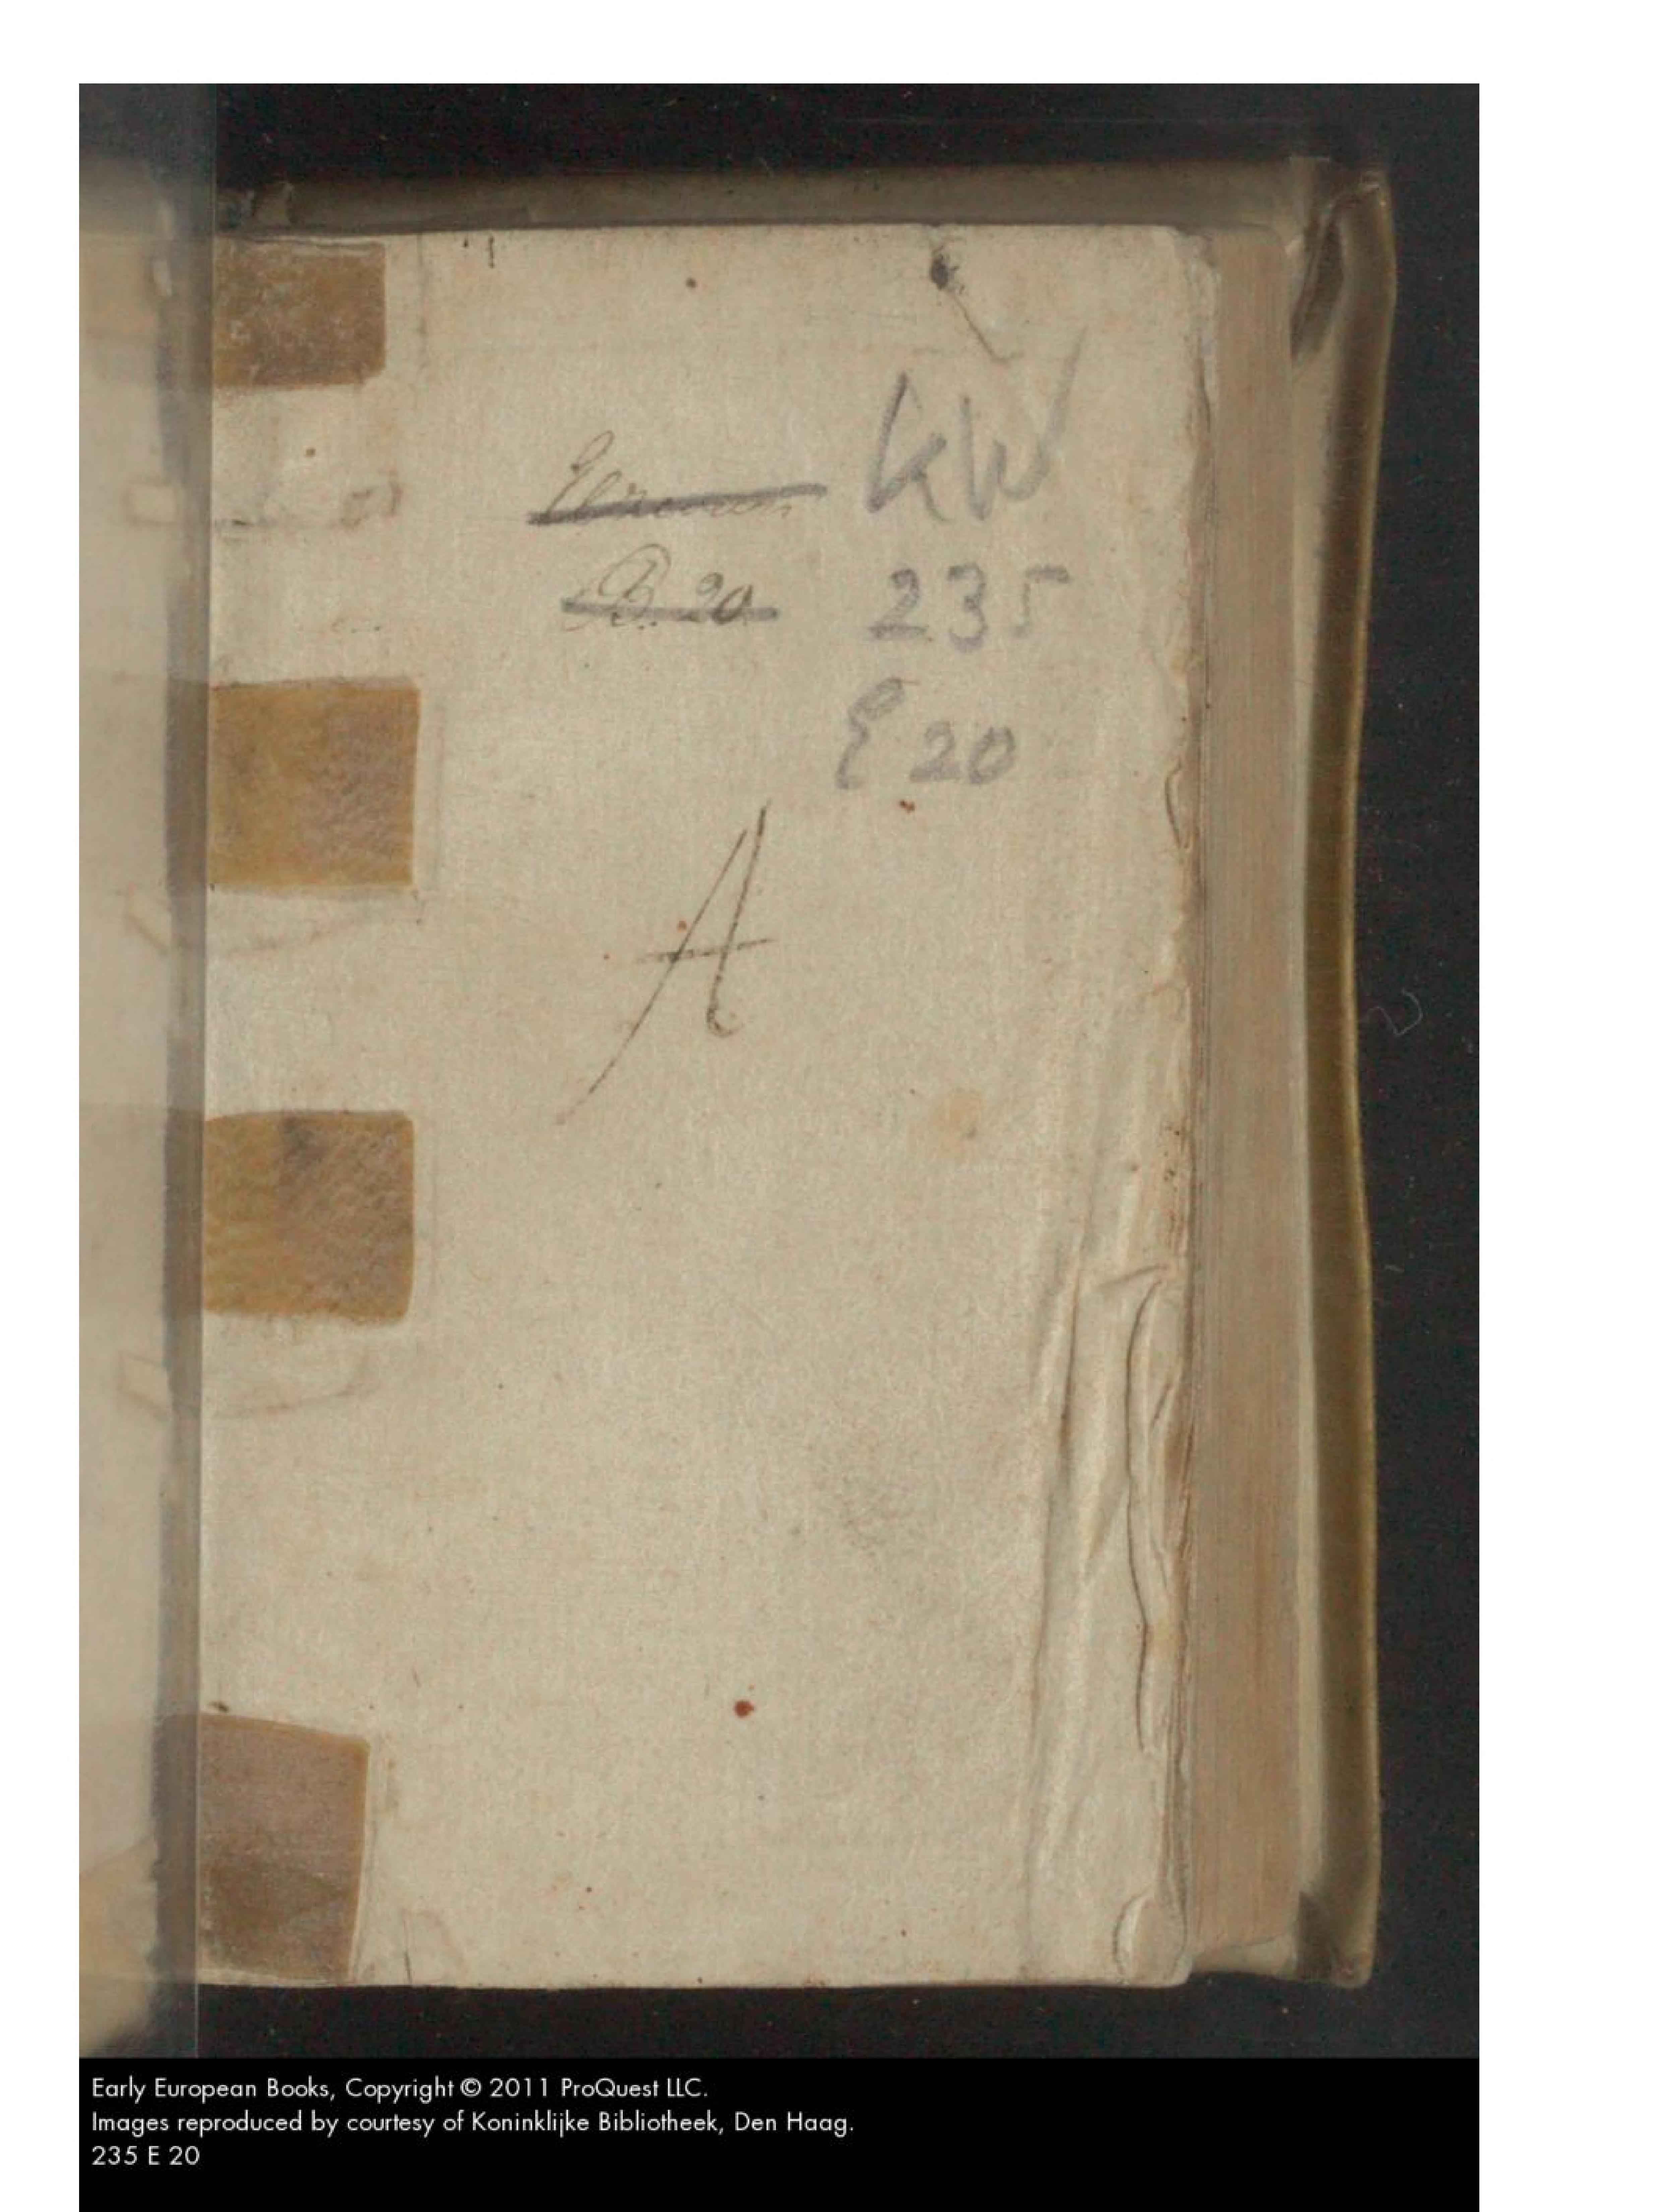 KW
B. 20
235
E 20
A
Early European Books, Copyright © 2011 ProQuest LLC.
Images reproduced by courtesy of Koninklijke Bibliotheek, Den Haag.
235 E 20